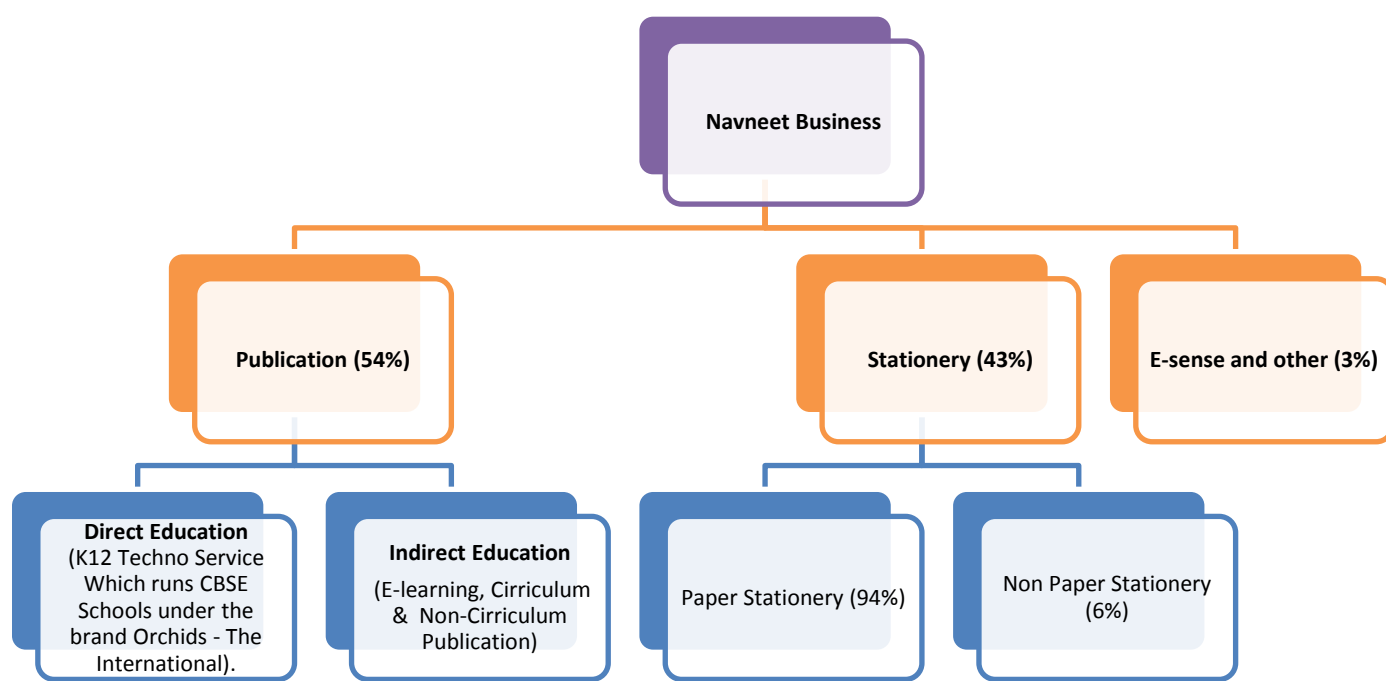 Navneet Business
Publication (54%)
Stationery (43%)
E-sense and other (3%)
Direct Education
(K12 Techno Service
Which runs CBSE
Schools under the
brand Orchids - The
International).
Indirect Education
(E-learning, Cirriculum
& Non-Cirriculum
Publication)
Paper Stationery (94%)
Non Paper Stationery
(6%)